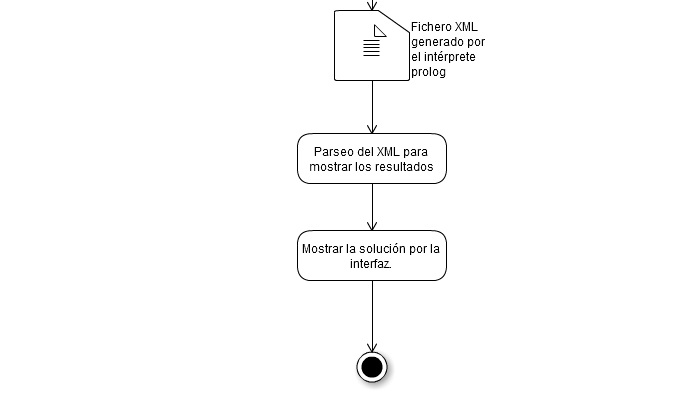 Fichero XML
generado por
el intérprete
prolog
Parseo del XML para
mostrar los resultados
Mostrar la solución por la
interfaz.